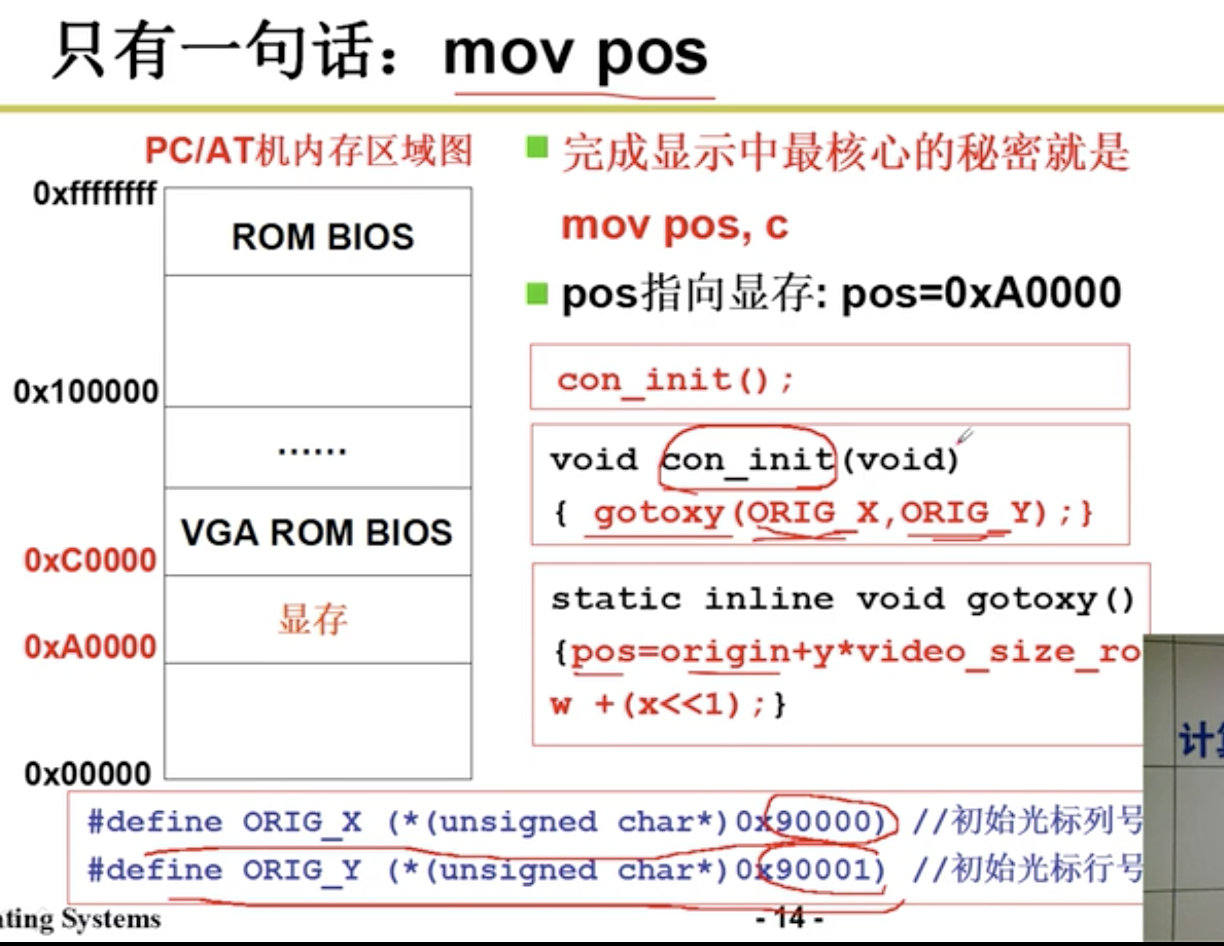 只有一句话：mov pos
PC/AT机内存区域图
0xffffffff
ROM BIOS
0x100000
……
VGA ROM BIOS
0xC0000
显存
0xA0000
0x00000
完成显示中最核心的秘密就是
mov pos, c
pos指向显存: pos=0xA0000
con_init();
void con_init(void)
{ gotoxy(ORIG_X,ORIG_Y);}
static inline void gotoxy()
{pos=origin+y*video_size_ro
w +(x<<1);}
#define ORIG_X (*(unsigned char*)0x90000) //初始光标列号
#define ORIG_Y (*(unsigned char*)0x90001) //初始光标行号
ating Systems
- 14 -
计